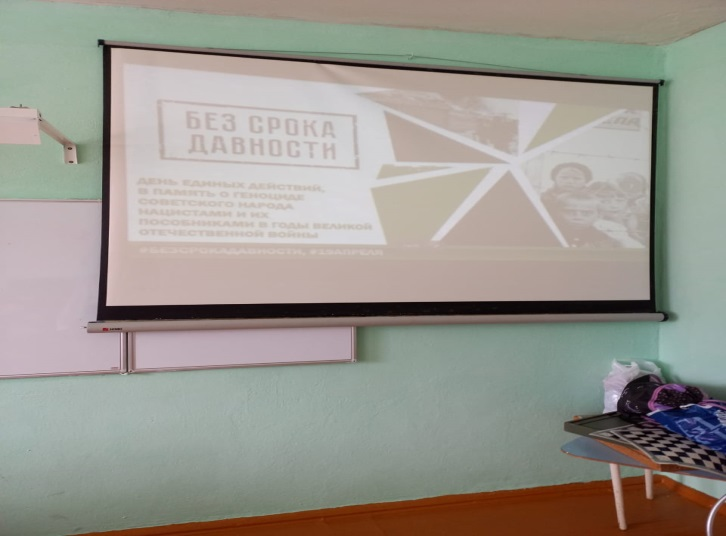 БЕЗ СРОКА
ДАВНОСТИ
ДЕНЬ ЕДИНЫХ ДЕЙСТВИЙ,
В ПАМЯТЬ О ГЕНОЦИДЕ
СОВЕТСКОГО НАРОДА
НАЦИСТАМИ И ИХ
ПОСОБНИКАМИ В ГОДЫ ВЕЛИКОЙ
ОТЕЧЕСТВЕННОЙ ВОЙНЫ
#БЕЗСРОКАДАВНОСТИ, #19АПРЕЛЯ